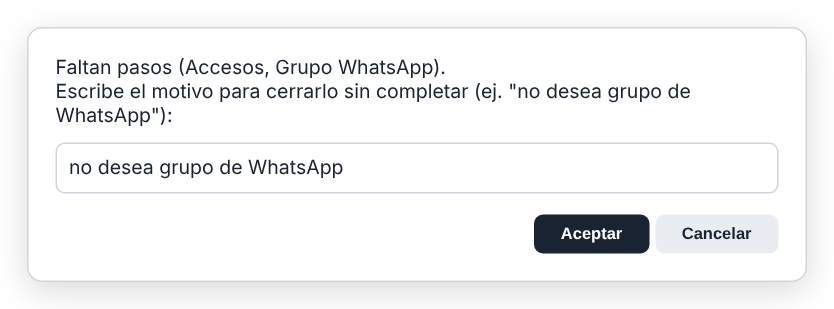 Faltan pasos (Accesos, Grupo WhatsApp).
Escribe el motivo para cerrarlo sin completar (ej. "no desea grupo de
WhatsApp"):
no desea grupo de WhatsApp
Aceptar Cancelar